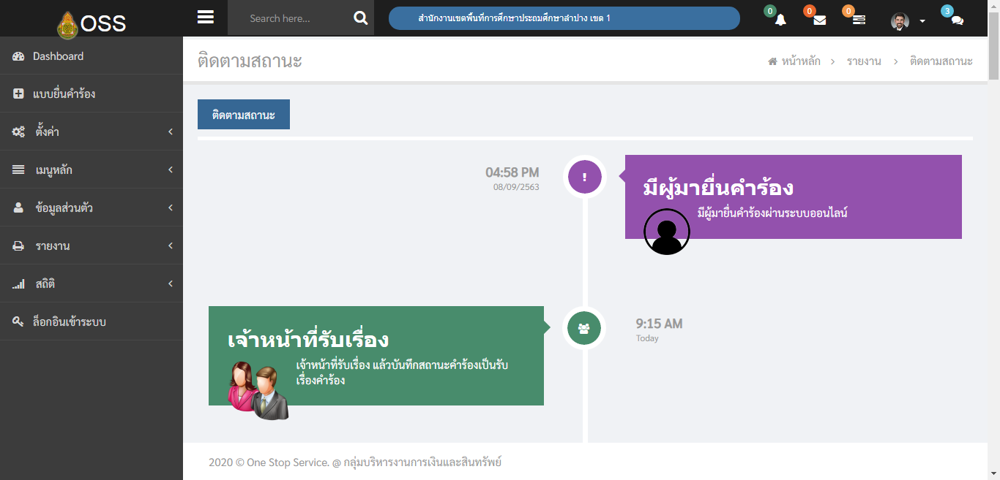 OSS
Search here...
สำนักงานเขตพื้นที่การศึกษาประถมศึกษาลำปาง เขต 1
0
0
0
3
Dashboard
แบบยื่นคำร้อง
ตั้งค่า
เมนูหลัก
ข้อมูลส่วนตัว
รายงาน
สถิติ
ล็อกอินเข้าระบบ
ติดตามสถานะ
หน้าหลัก > รายงาน > ติดตามสถานะ
ติดตามสถานะ
04:58 PM
08/09/2563
มีผู้มายื่นคำร้อง
มีผู้มายื่นคำร้องผ่านระบบออนไลน์
เจ้าหน้าที่รับเรื่อง
เจ้าหน้าที่รับเรื่อง แล้วบันทึกสถานะคำร้องเป็นรับ
เรื่องคำร้อง
9:15 AM
Today
2020 © One Stop Service. @ กลุ่มบริหารงานการเงินและสินทรัพย์